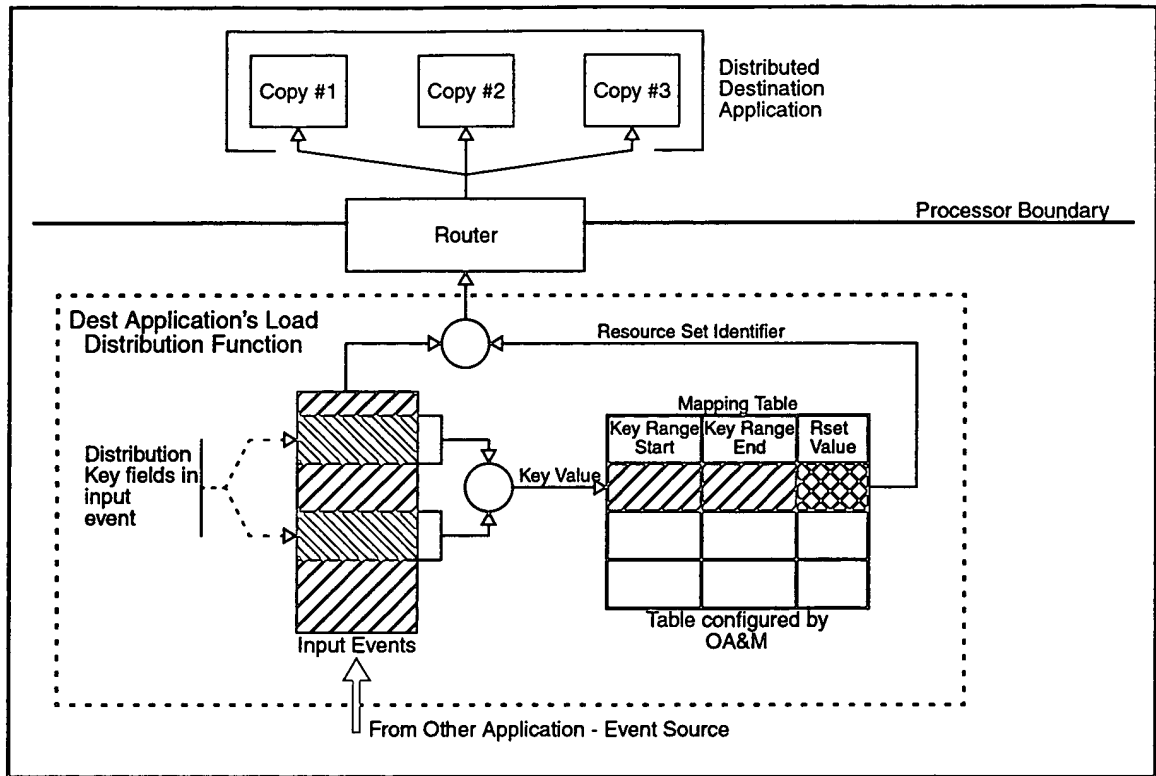 Copy #1
Copy #2
Copy #3
Distributed
Destination
Application
Processor Boundary
Router
Dest Application's Load
Distribution Function
Resource Set Identifier
Mapping Table
Key Range
Start
Key Range
End
Rset
Value
Distribution
Key fields in
input
event
Key Value
Table configured by
OA&M
Input Events
From Other Application - Event Source